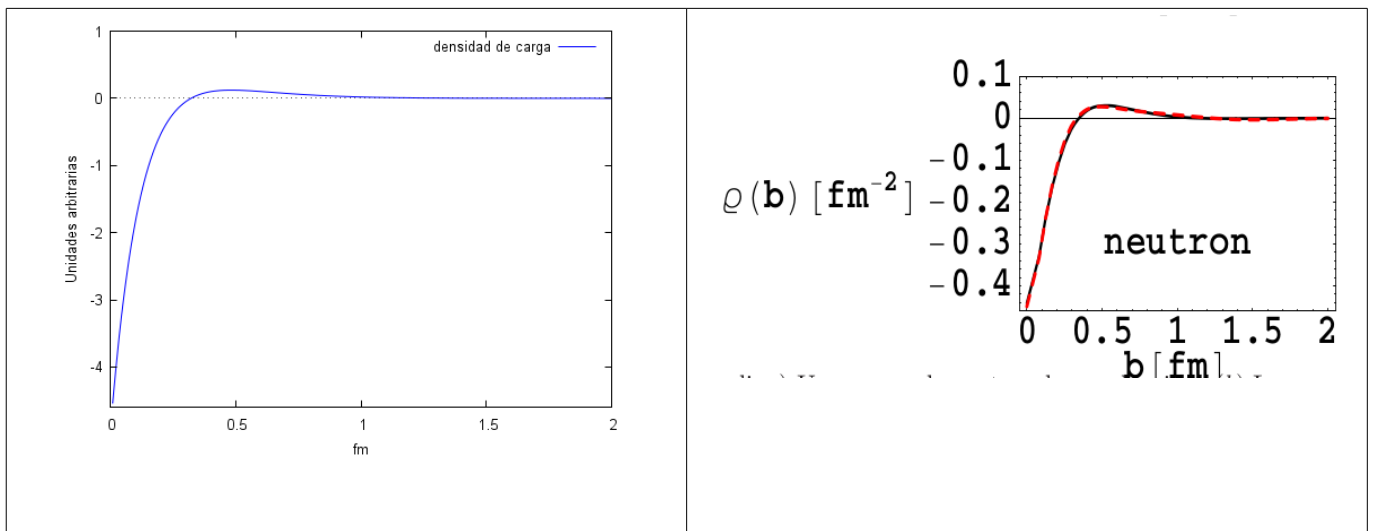 densidad de carga
Unidades arbitrarias
1
0
-1
-2
-3
-4
0
0.5
1
1.5
2
fm
ϱ(b) [fm⁻²]
0.1
0
-0.1
-0.2
-0.3
-0.4
neutron
0 0.5 1 1.5 2
b[fm]